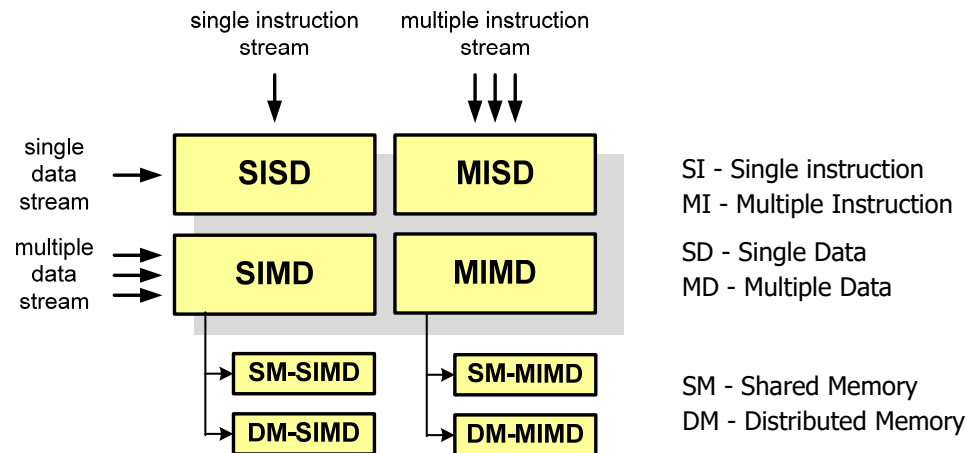 single instruction
stream
multiple instruction
stream
single
data
stream
SISD
MISD
SI - Single instruction
MI - Multiple Instruction
multiple
data
stream
SIMD
MIMD
SD - Single Data
MD - Multiple Data
SM-SIMD
SM-MIMD
SM - Shared Memory
DM-SIMD
DM-MIMD
DM - Distributed Memory